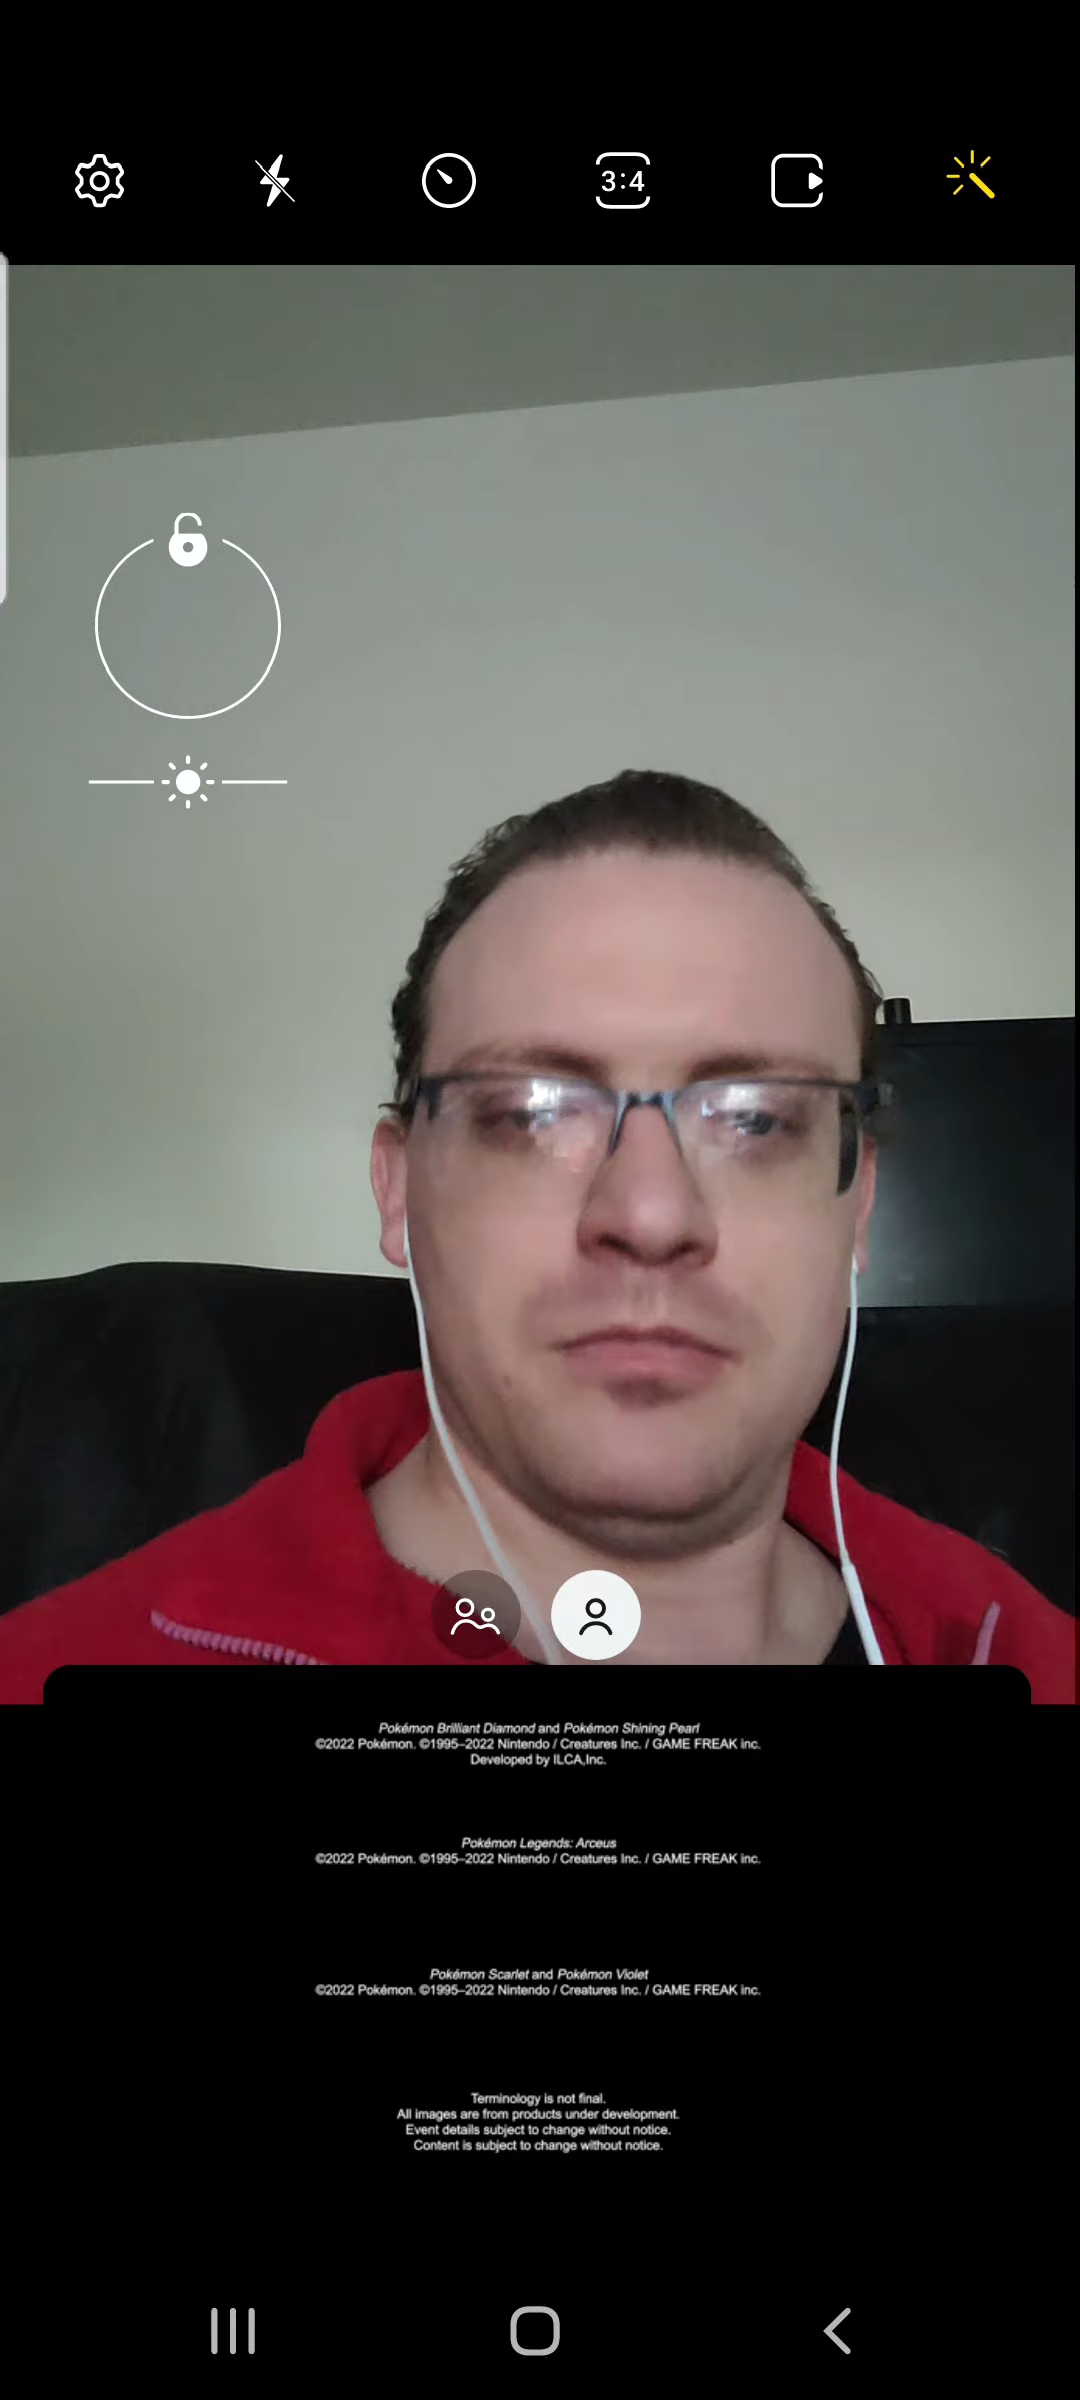 3:4
Pokémon Brilliant Diamond and Pokémon Shining Pearl
©2022 Pokémon. ©1995–2022 Nintendo / Creatures Inc. / GAME FREAK inc.
Developed by ILCA,Inc.
Pokémon Legends: Arceus
©2022 Pokémon. ©1995–2022 Nintendo / Creatures Inc. / GAME FREAK inc.
Pokémon Scarlet and Pokémon Violet
©2022 Pokémon. ©1995–2022 Nintendo / Creatures Inc. / GAME FREAK inc.
Terminology is not final.
All images are from products under development.
Event details subject to change without notice.
Content is subject to change without notice.